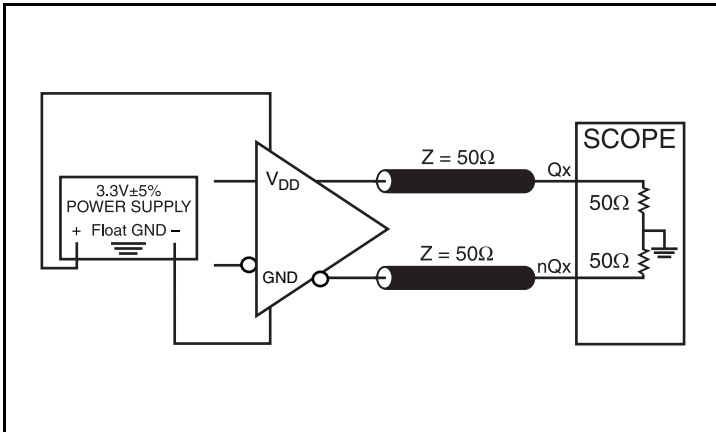 SCOPE
Z = 50Ω
Qx
V_DD
3.3V±5%
POWER SUPPLY
+ Float GND −
50Ω
Z = 50Ω
nQx
50Ω
GND